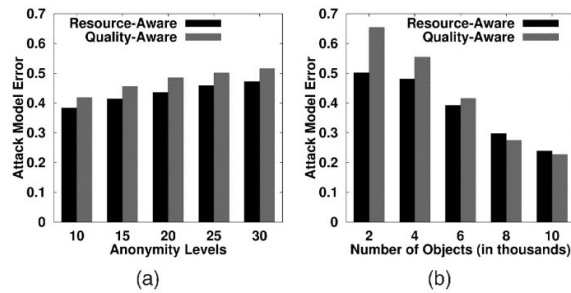 0.7
0.6
0.5
0.4
0.3
0.2
0.1
0
Attack Model Error
Resource-Aware
Quality-Aware
10 15 20 25 30
Anonymity Levels
(a)
0.7
0.6
0.5
0.4
0.3
0.2
0.1
0
Attack Model Error
Resource-Aware
Quality-Aware
2 4 6 8 10
Number of Objects (in thousands)
(b)